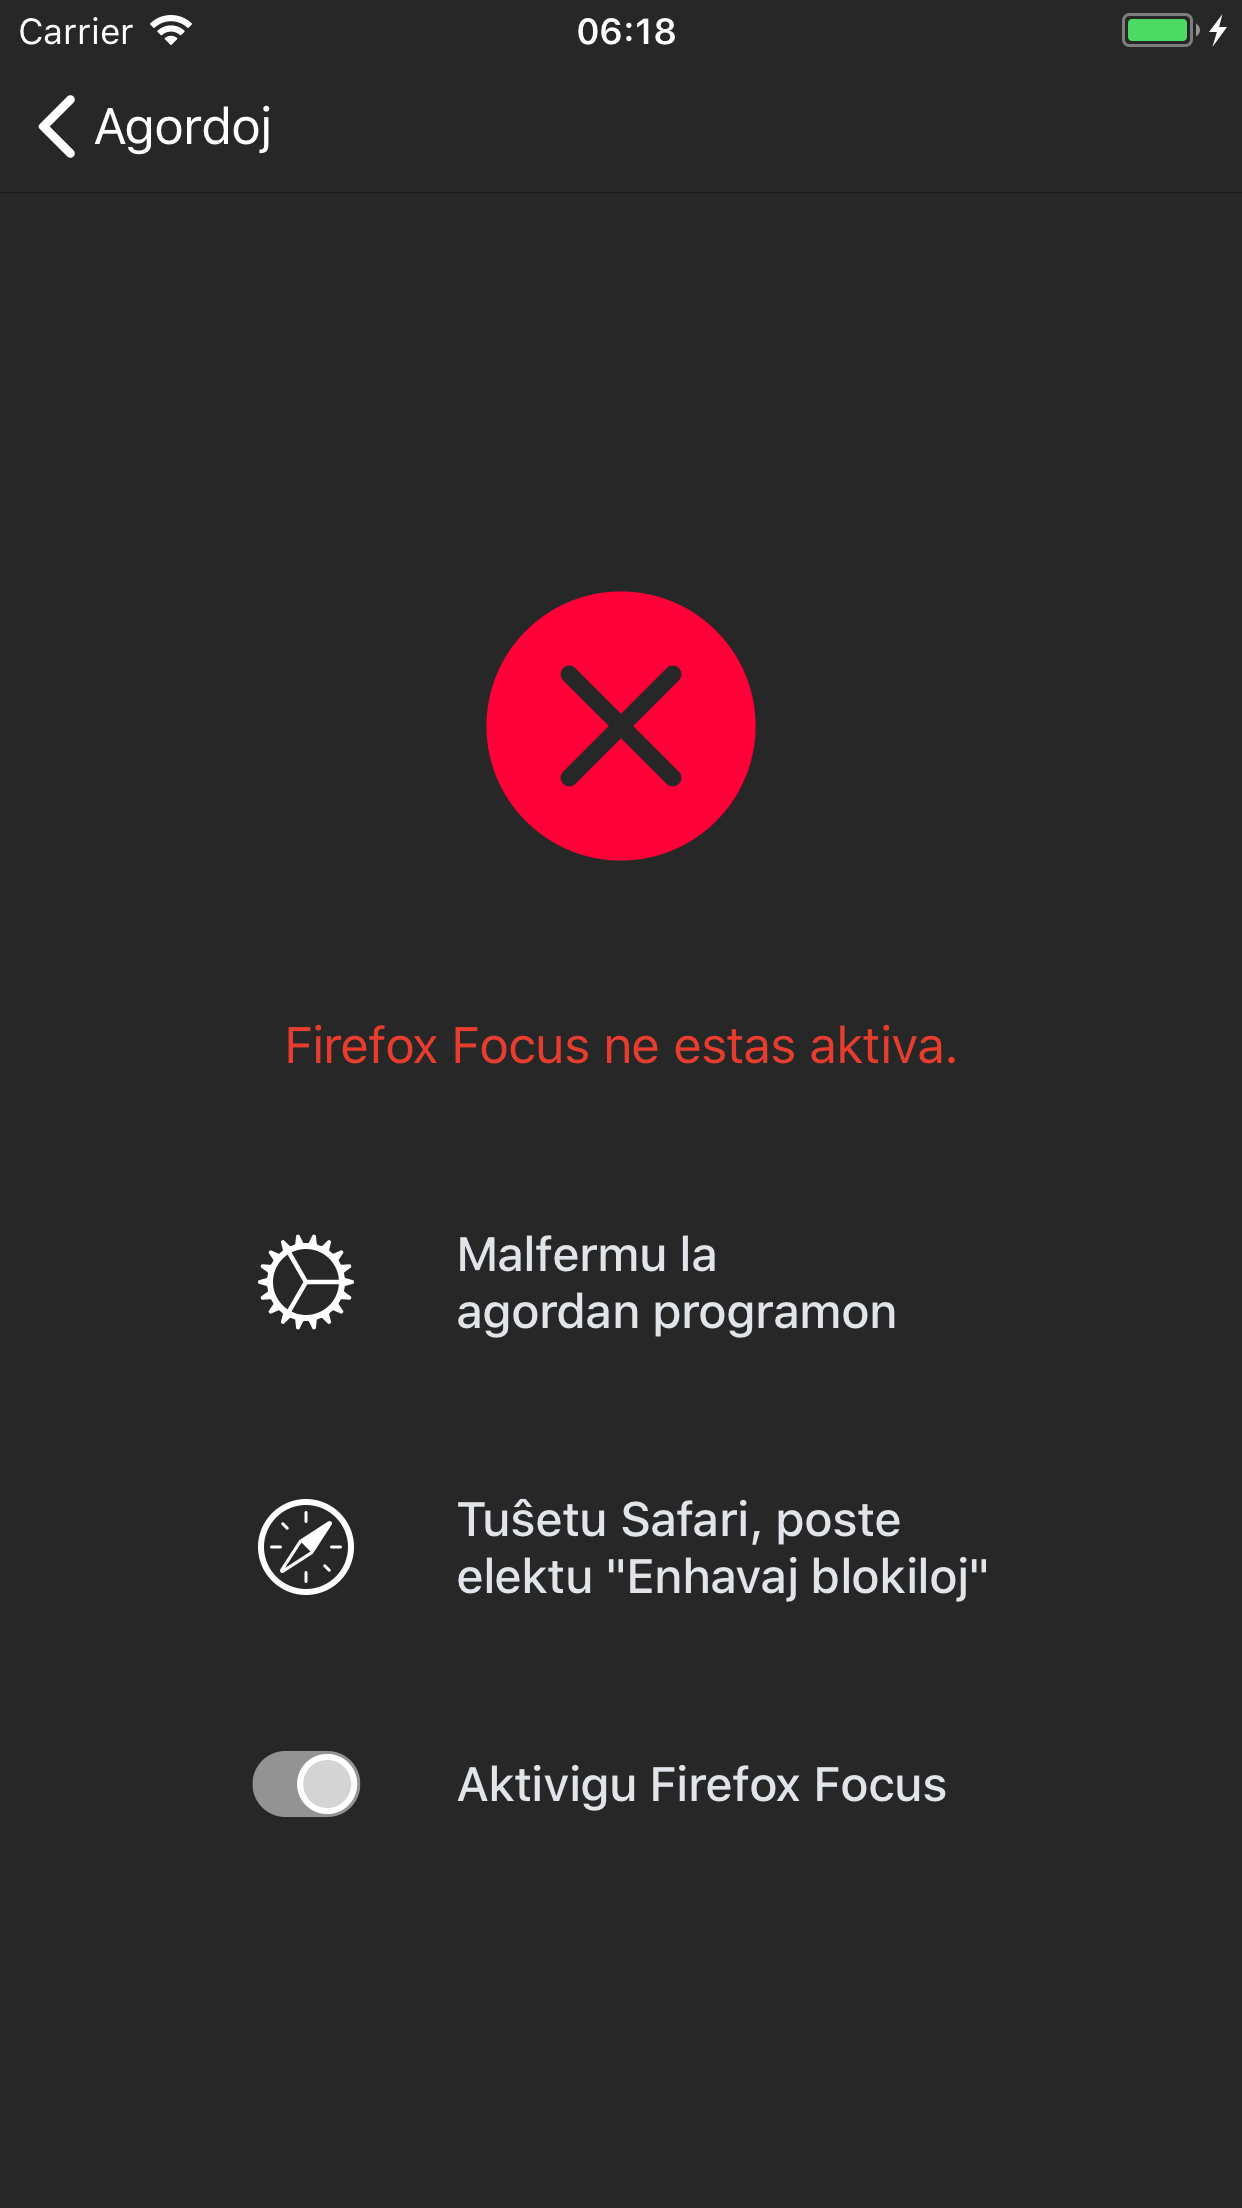 Carrier
06:18
Agordoj
Firefox Focus ne estas aktiva.
Malfermu la
agordan programon
Tuŝetu Safari, poste
elektu "Enhavaj blokiloj"
Aktivigu Firefox Focus